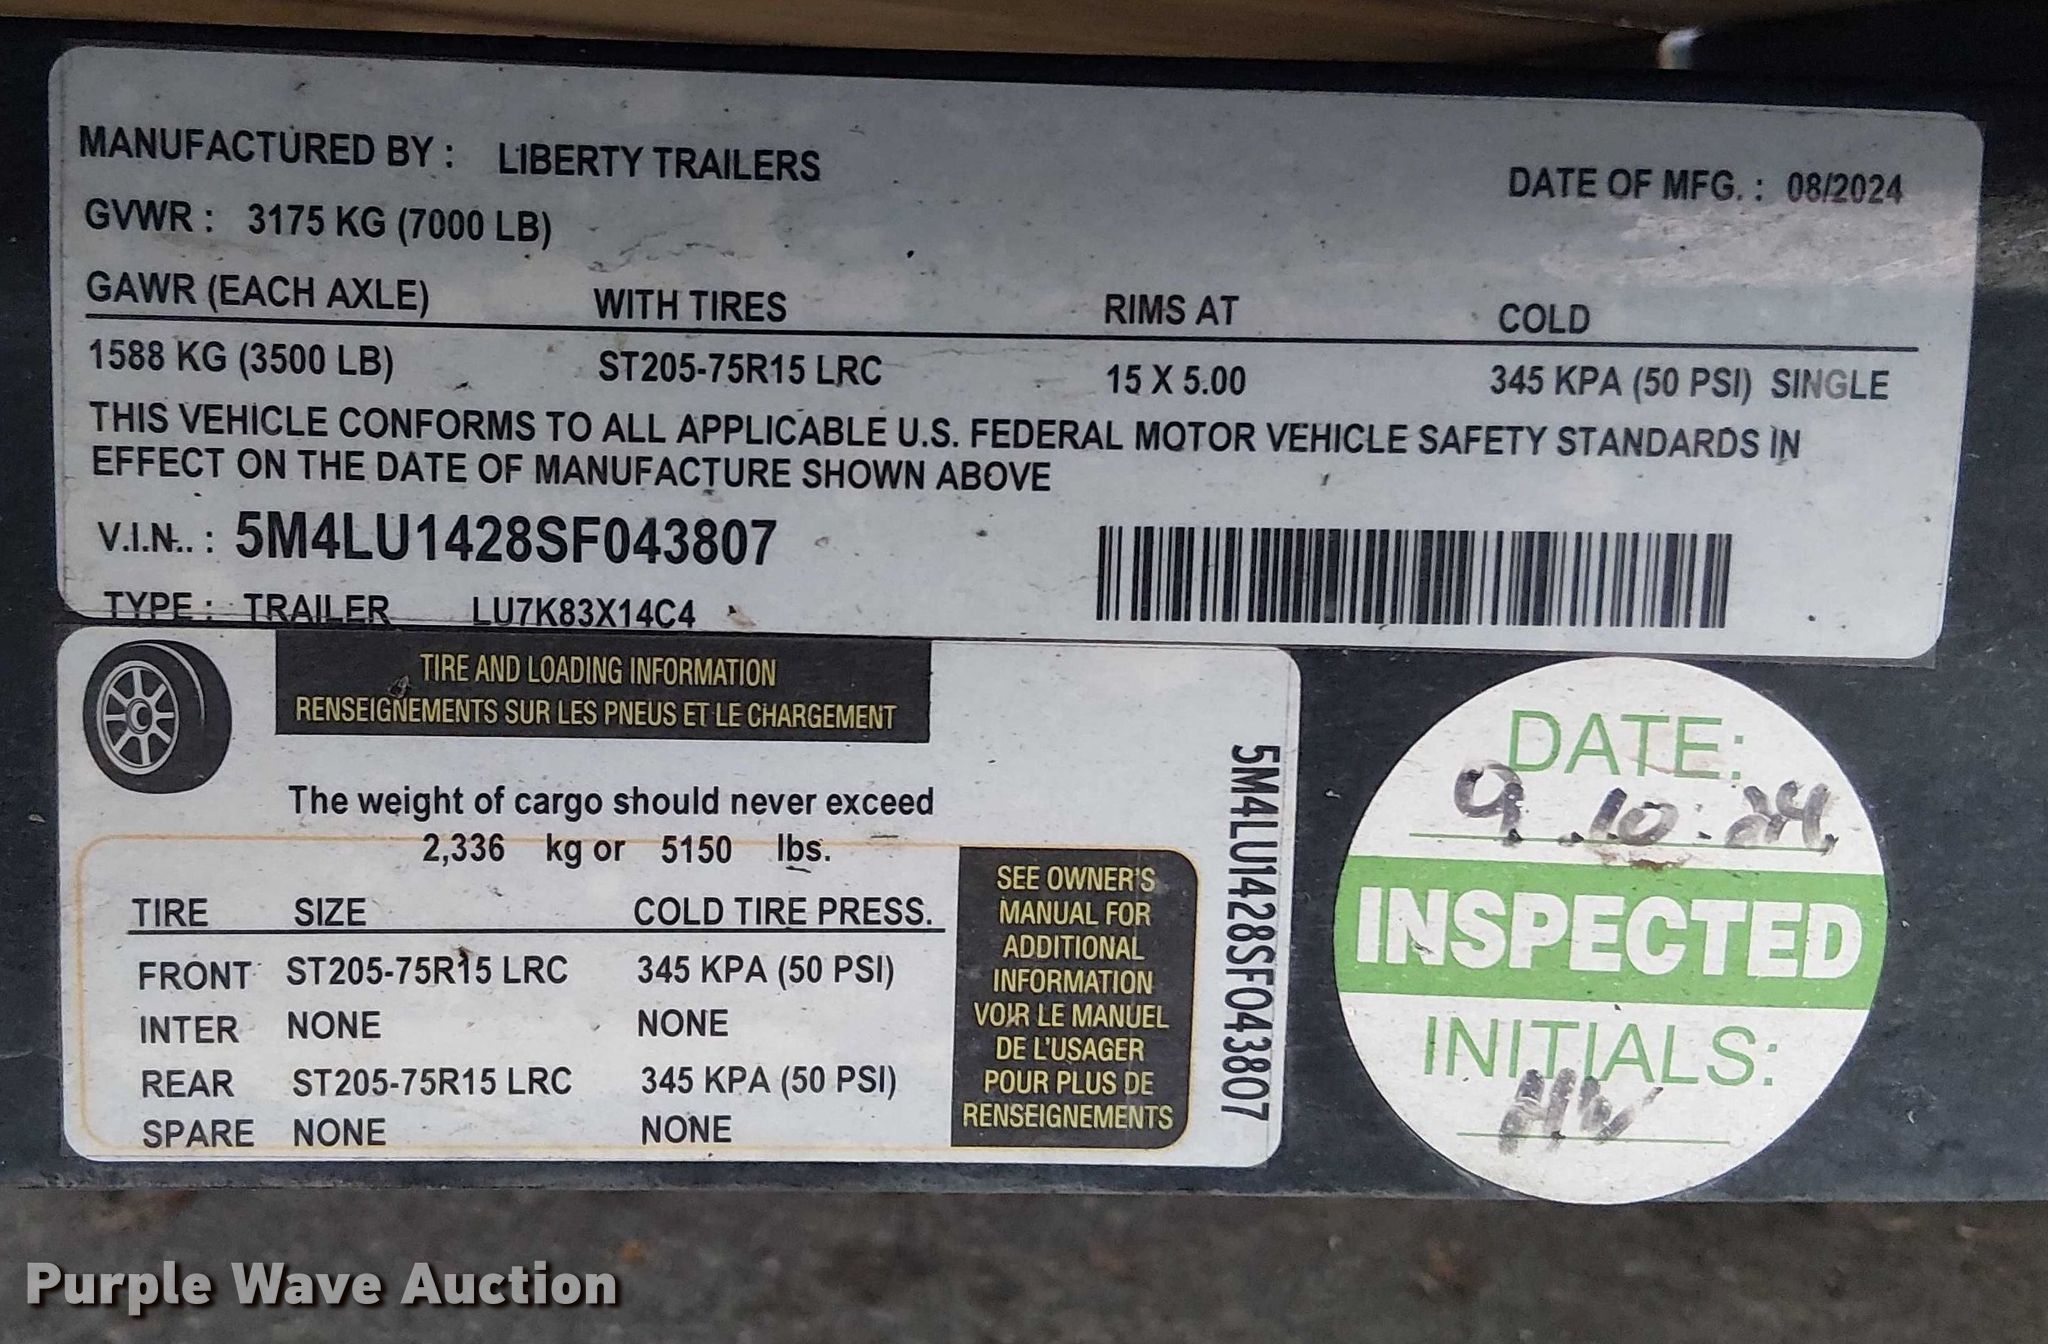 MANUFACTURED BY : LIBERTY TRAILERS
DATE OF MFG. : 08/2024
GVWR : 3175 KG (7000 LB)
GAWR (EACH AXLE) WITH TIRES RIMS AT COLD
1588 KG (3500 LB) ST205-75R15 LRC 15 X 5.00 345 KPA (50 PSI) SINGLE
THIS VEHICLE CONFORMS TO ALL APPLICABLE U.S. FEDERAL MOTOR VEHICLE SAFETY STANDARDS IN
EFFECT ON THE DATE OF MANUFACTURE SHOWN ABOVE
V.I.N.. : 5M4LU1428SF043807
TYPE : TRAILER LU7K83X14C4
TIRE AND LOADING INFORMATION
RENSEIGNEMENTS SUR LES PNEUS ET LE CHARGEMENT
The weight of cargo should never exceed
2,336 kg or 5150 lbs.
TIRE SIZE COLD TIRE PRESS.
FRONT ST205-75R15 LRC 345 KPA (50 PSI)
INTER NONE NONE
REAR ST205-75R15 LRC 345 KPA (50 PSI)
SPARE NONE NONE
SEE OWNER'S
MANUAL FOR
ADDITIONAL
INFORMATION
VOIR LE MANUEL
DE L'USAGER
POUR PLUS DE
RENSEIGNEMENTS
5M4LU1428SF043807
DATE:
9.10.24
INSPECTED
INITIALS:
HW
Purple Wave Auction